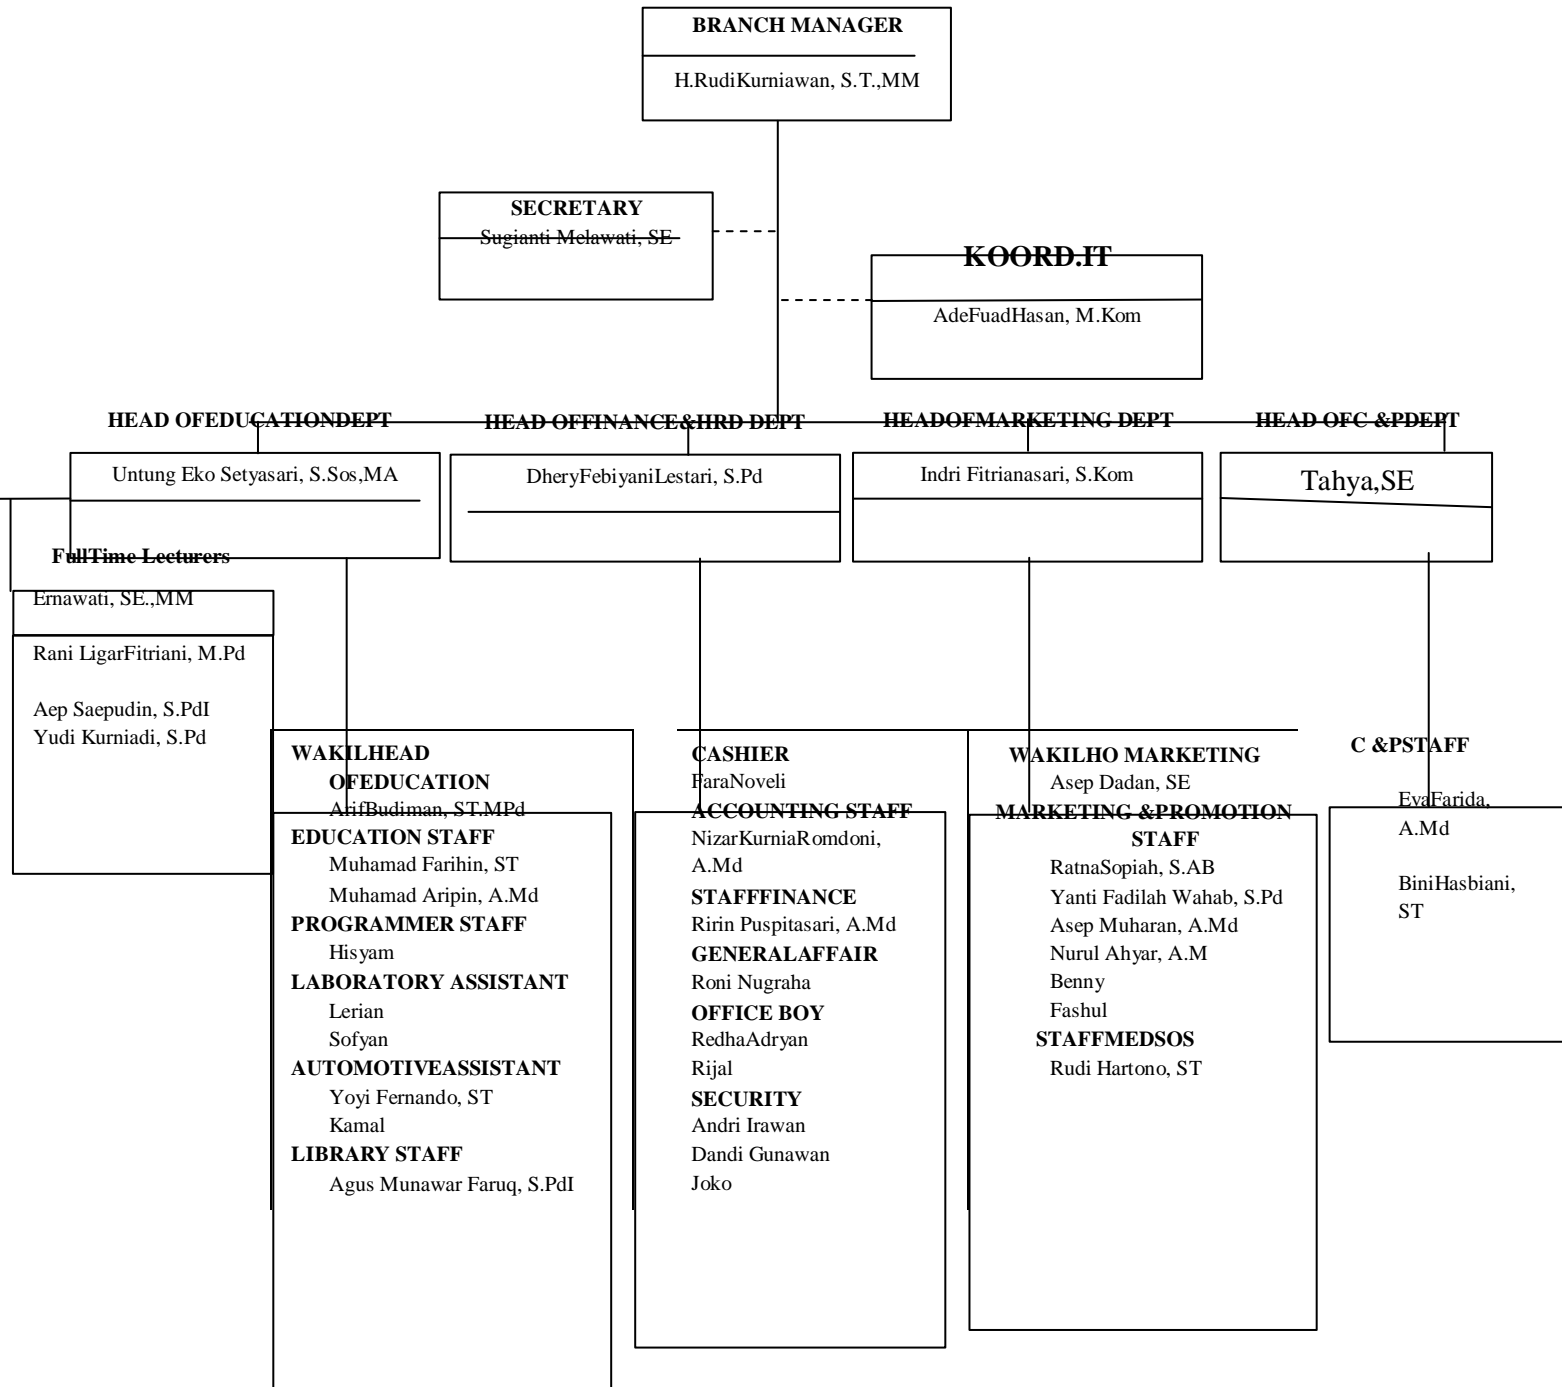 BRANCH MANAGER
H.RudiKurniawan, S.T.,MM
SECRETARY
Sugianti Melawati, SE
KOORD.IT
AdeFuadHasan, M.Kom
HEAD OFEDUCATIONDEPT
Untung Eko Setyasari, S.Sos,MA
HEAD OFFINANCE&HRD DEPT
DheryFebiyaniLestari, S.Pd
HEADOFMARKETING DEPT
Indri Fitrianasari, S.Kom
HEAD OFC &PDEPT
Tahya,SE
FullTime Lecturers
Ernawati, SE.,MM
Rani LigarFitriani, M.Pd
Aep Saepudin, S.PdI
Yudi Kurniadi, S.Pd
WAKILHEAD
OFEDUCATION
ArifBudiman, ST.MPd
EDUCATION STAFF
Muhamad Farihin, ST
Muhamad Aripin, A.Md
PROGRAMMER STAFF
Hisyam
LABORATORY ASSISTANT
Lerian
Sofyan
AUTOMOTIVEASSISTANT
Yoyi Fernando, ST
Kamal
LIBRARY STAFF
Agus Munawar Faruq, S.PdI
CASHIER
FaraNoveli
ACCOUNTING STAFF
NizarKurniaRomdoni,
A.Md
STAFFFINANCE
Ririn Puspitasari, A.Md
GENERALAFFAIR
Roni Nugraha
OFFICE BOY
RedhaAdryan
Rijal
SECURITY
Andri Irawan
Dandi Gunawan
Joko
WAKILHO MARKETING
Asep Dadan, SE
MARKETING &PROMOTION
STAFF
RatnaSopiah, S.AB
Yanti Fadilah Wahab, S.Pd
Asep Muharan, A.Md
Nurul Ahyar, A.M
Benny
Fashul
STAFFMEDSOS
Rudi Hartono, ST
C &PSTAFF
EvaFarida,
A.Md
BiniHasbiani,
ST